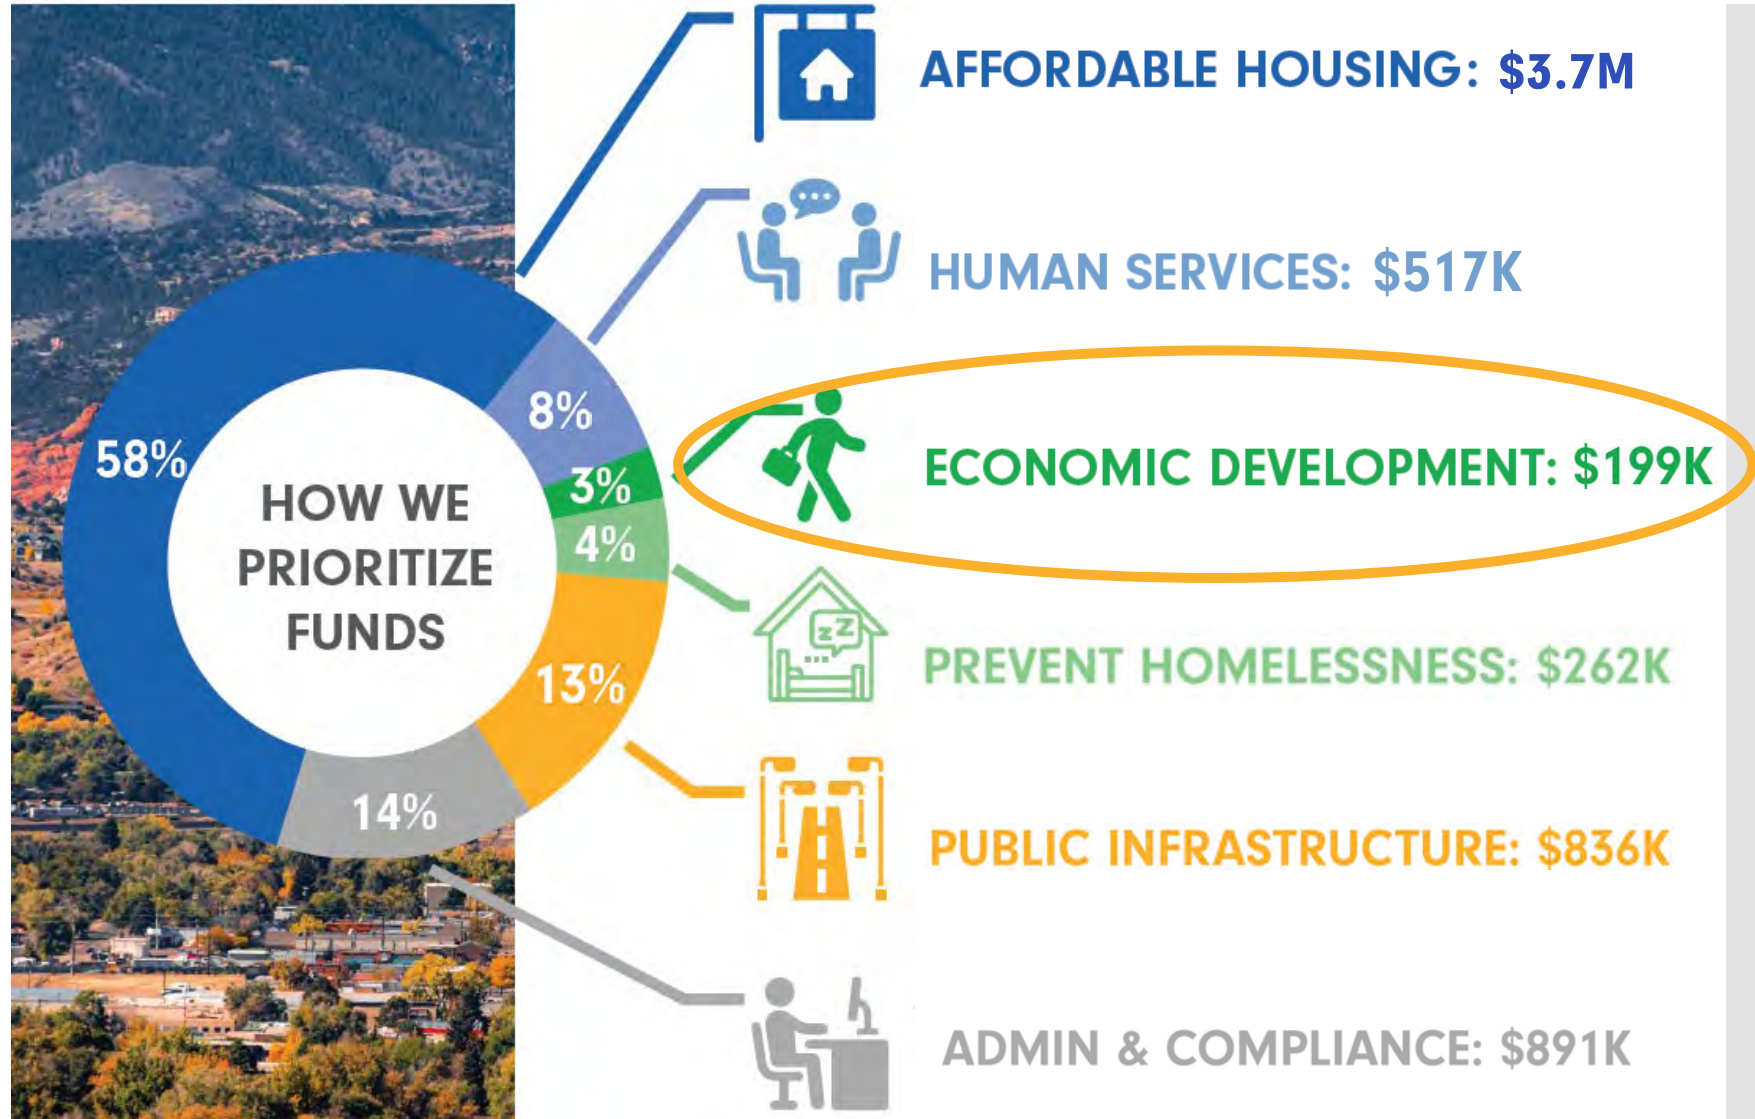 AFFORDABLE HOUSING: $3.7M
HUMAN SERVICES: $517K
ECONOMIC DEVELOPMENT: $199K
PREVENT HOMELESSNESS: $262K
PUBLIC INFRASTRUCTURE: $836K
ADMIN & COMPLIANCE: $891K
HOW WE
PRIORITIZE
FUNDS
58%
8%
3%
4%
13%
14%
zZ